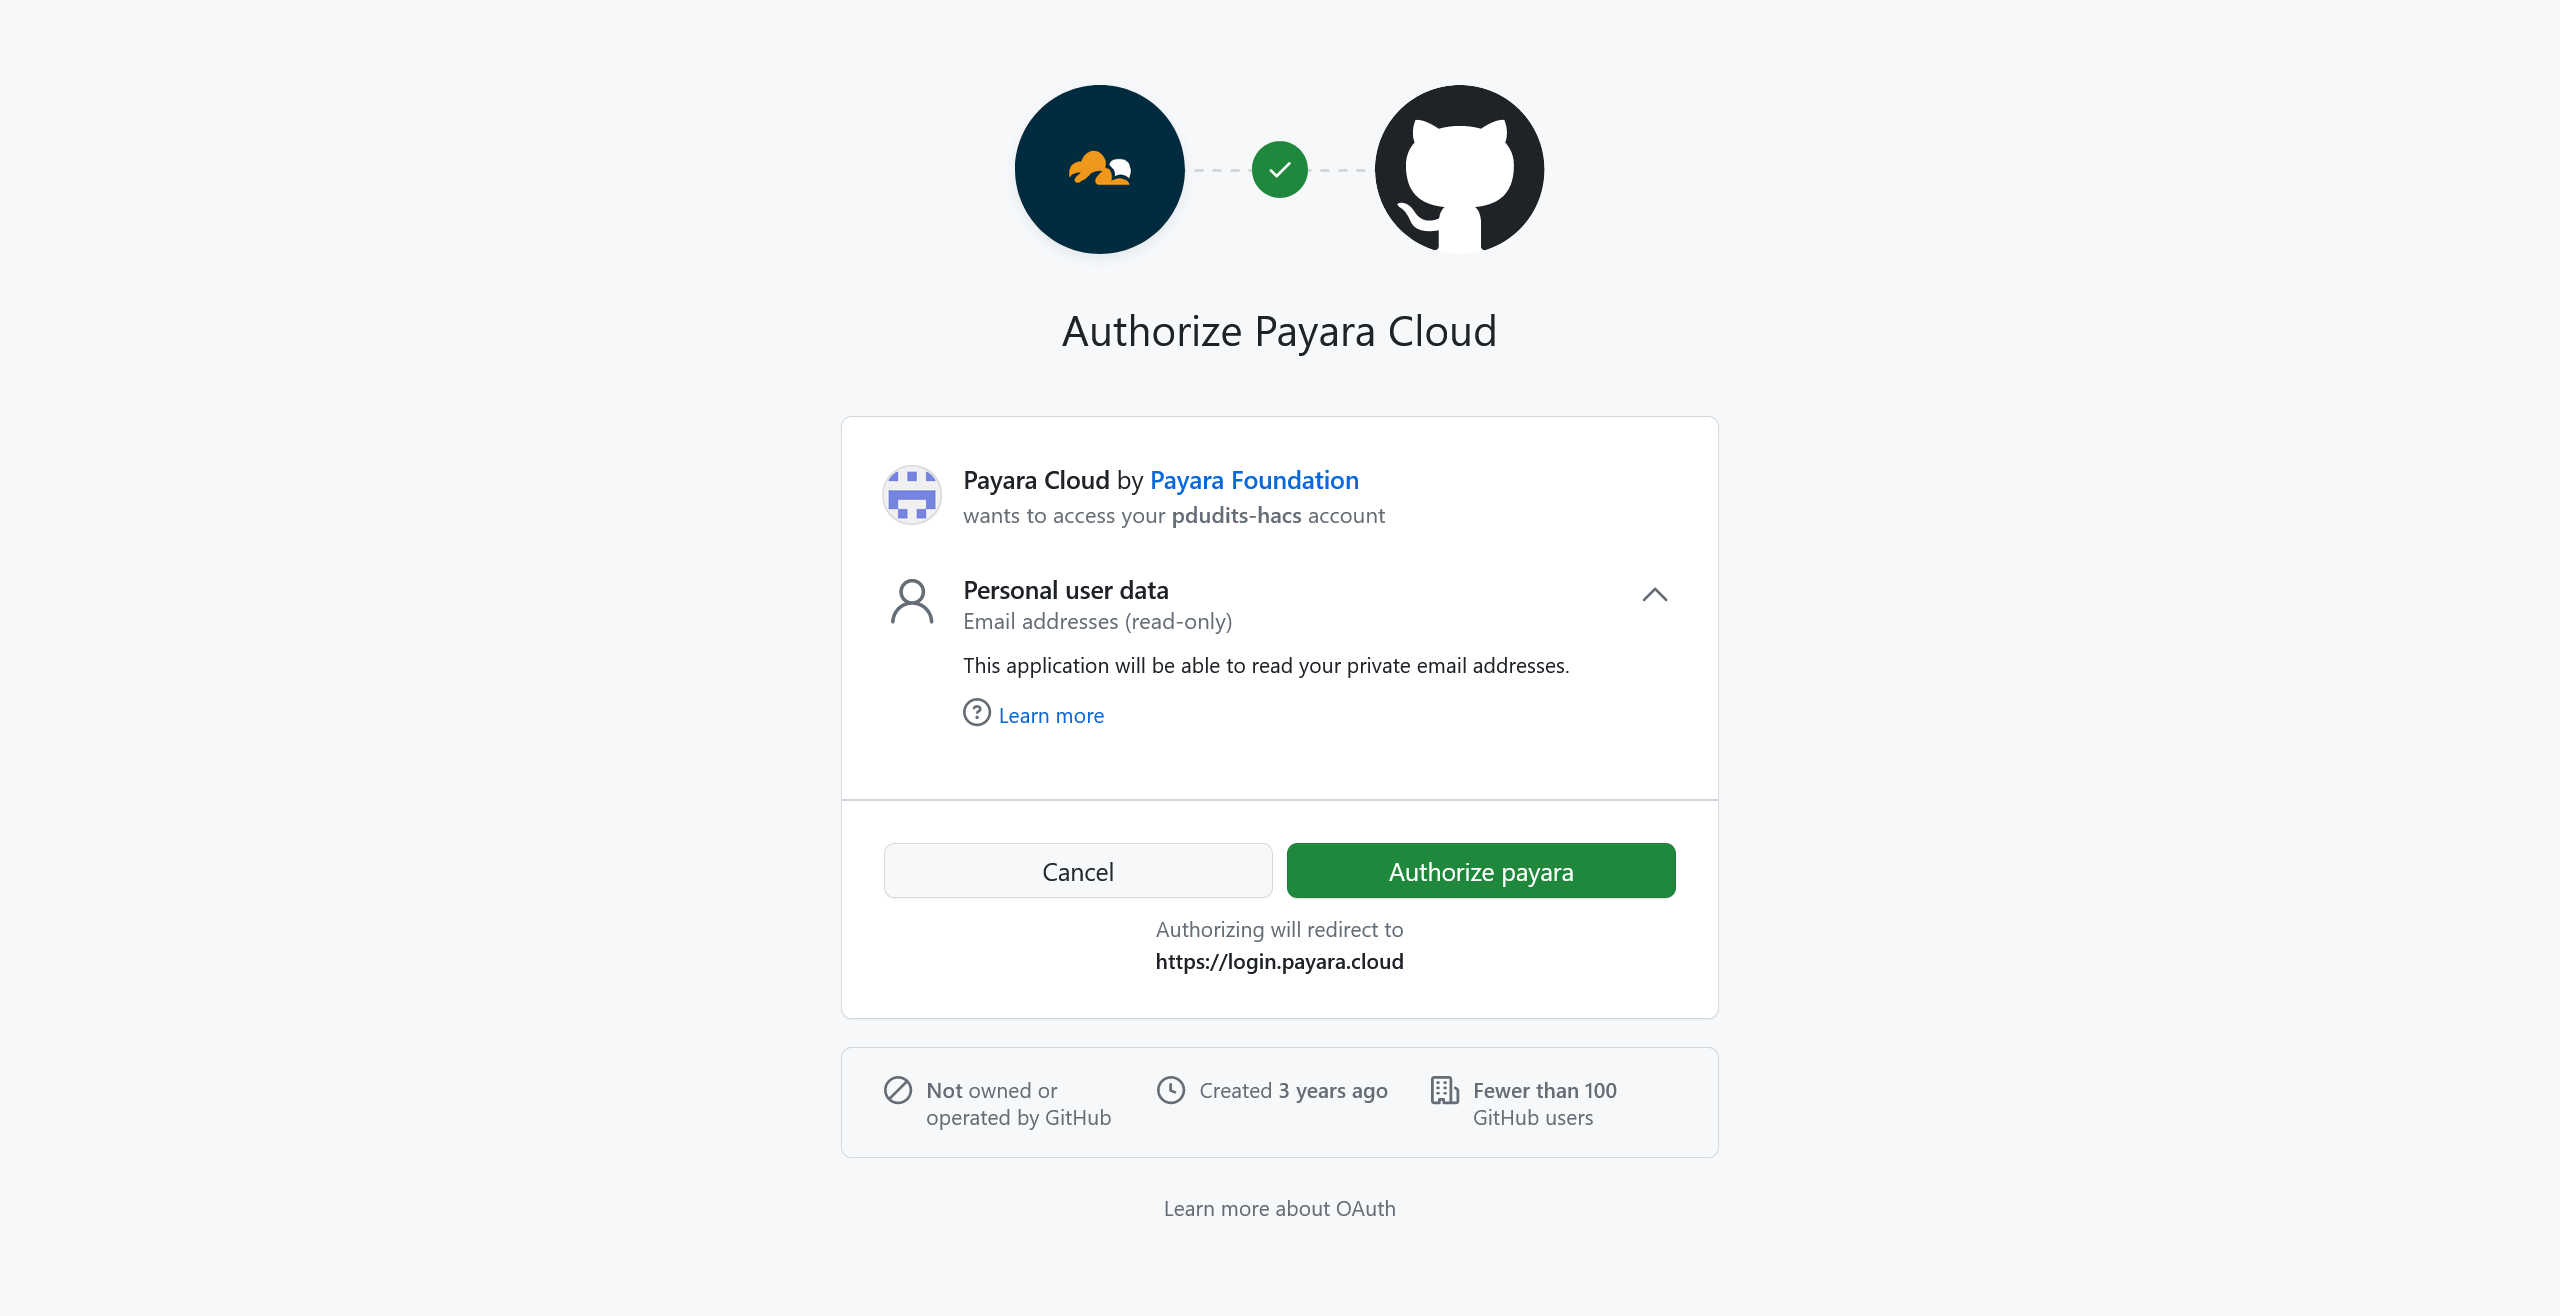 Authorize Payara Cloud
Payara Cloud by Payara Foundation
wants to access your pdudits-hacs account
Personal user data
Email addresses (read-only)
This application will be able to read your private email addresses.
Learn more
Cancel
Authorize payara
Authorizing will redirect to
https://login.payara.cloud
Not owned or
operated by GitHub
Created 3 years ago
Fewer than 100
GitHub users
Learn more about OAuth